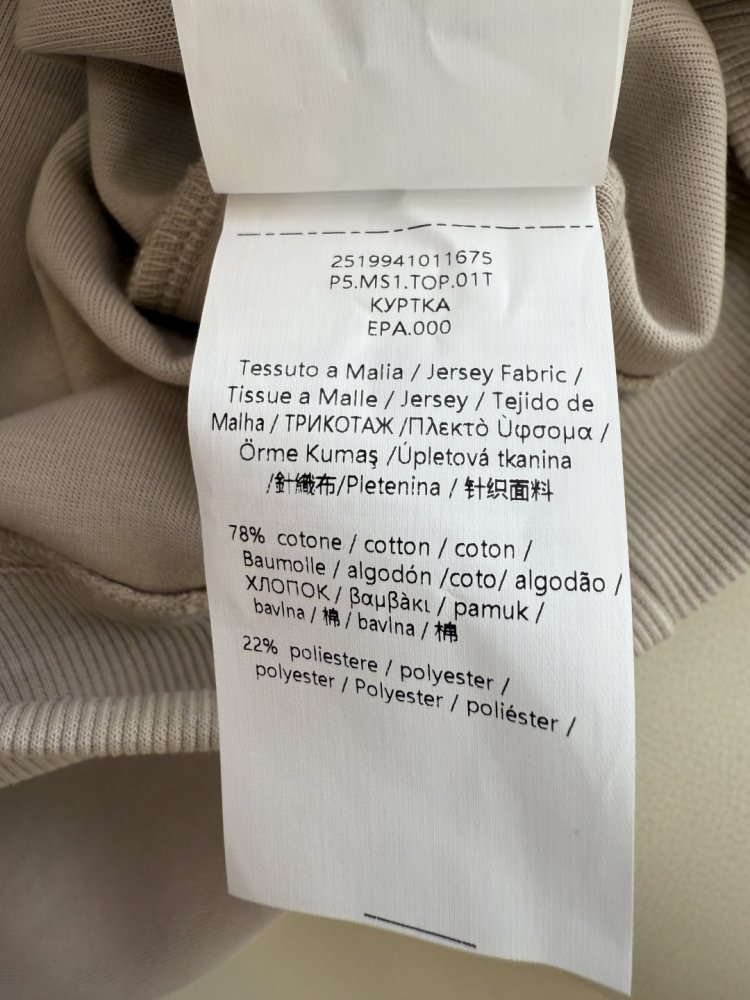 2519941011675
P5.MS1.TOP.01T
КУРТКА
EPA.000
Tessuto a Malia / Jersey Fabric /
Tissue a Malle / Jersey / Tejido de
Malha / ТРИКОТАЖ /Πλεκτὸ Ὺφσομα /
Örme Kumaş /Úpletová tkanina
/針織布/Pletenina / 针织面料
78% cotone / cotton / coton /
Baumolle / algodón /coto/ algodão /
ХЛОПОК / βαμβὰκι / pamuk /
bavlna / 棉 / bavlna / 棉
22% poliestere / polyester /
polyester / Polyester / poliéster /